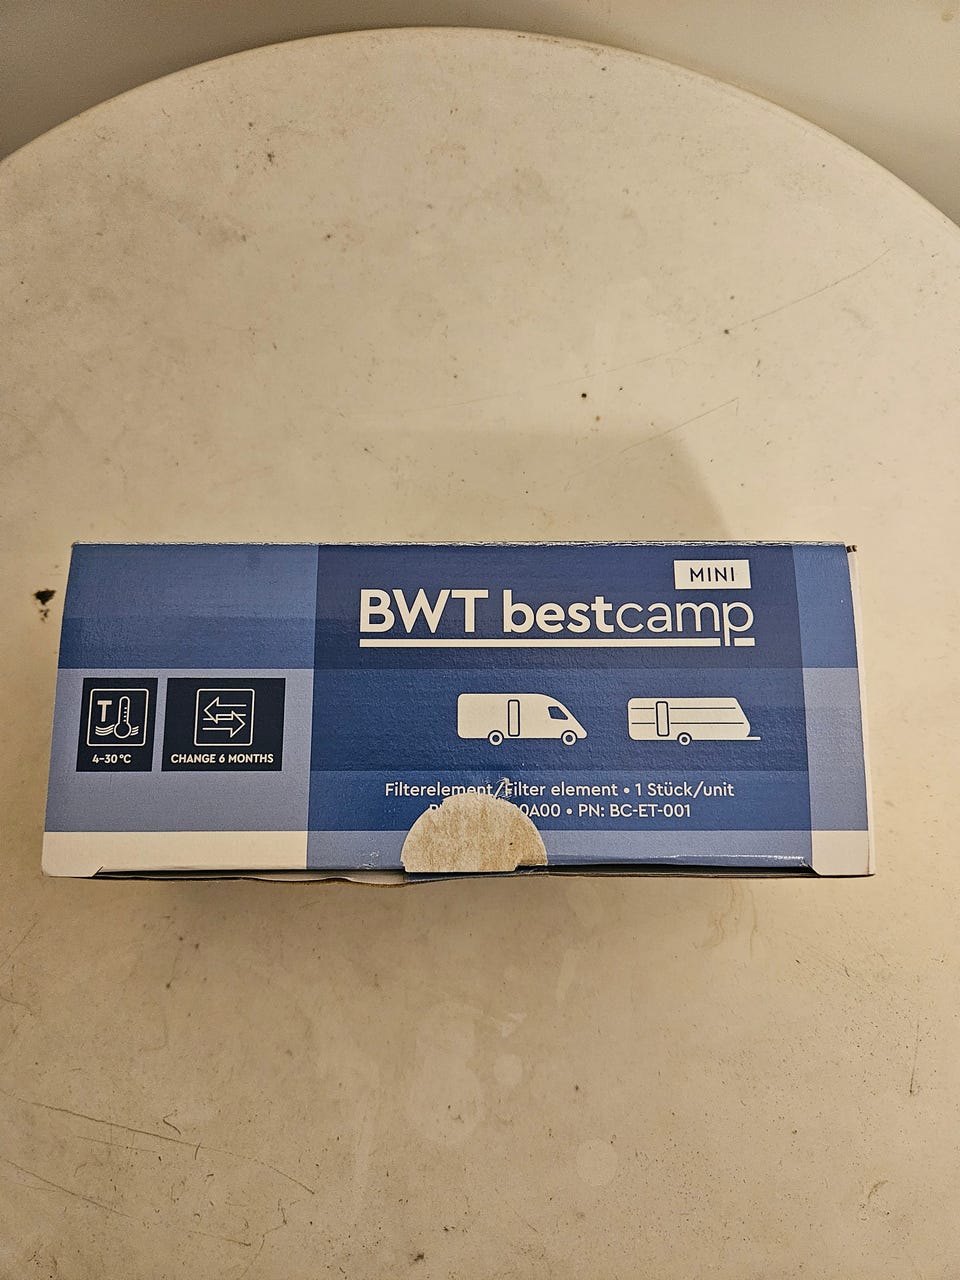 MINI
BWT bestcamp
T
4-30 °C
CHANGE 6 MONTHS
Filterelement/Filter element • 1 Stück/unit
0A00 • PN: BC-ET-001